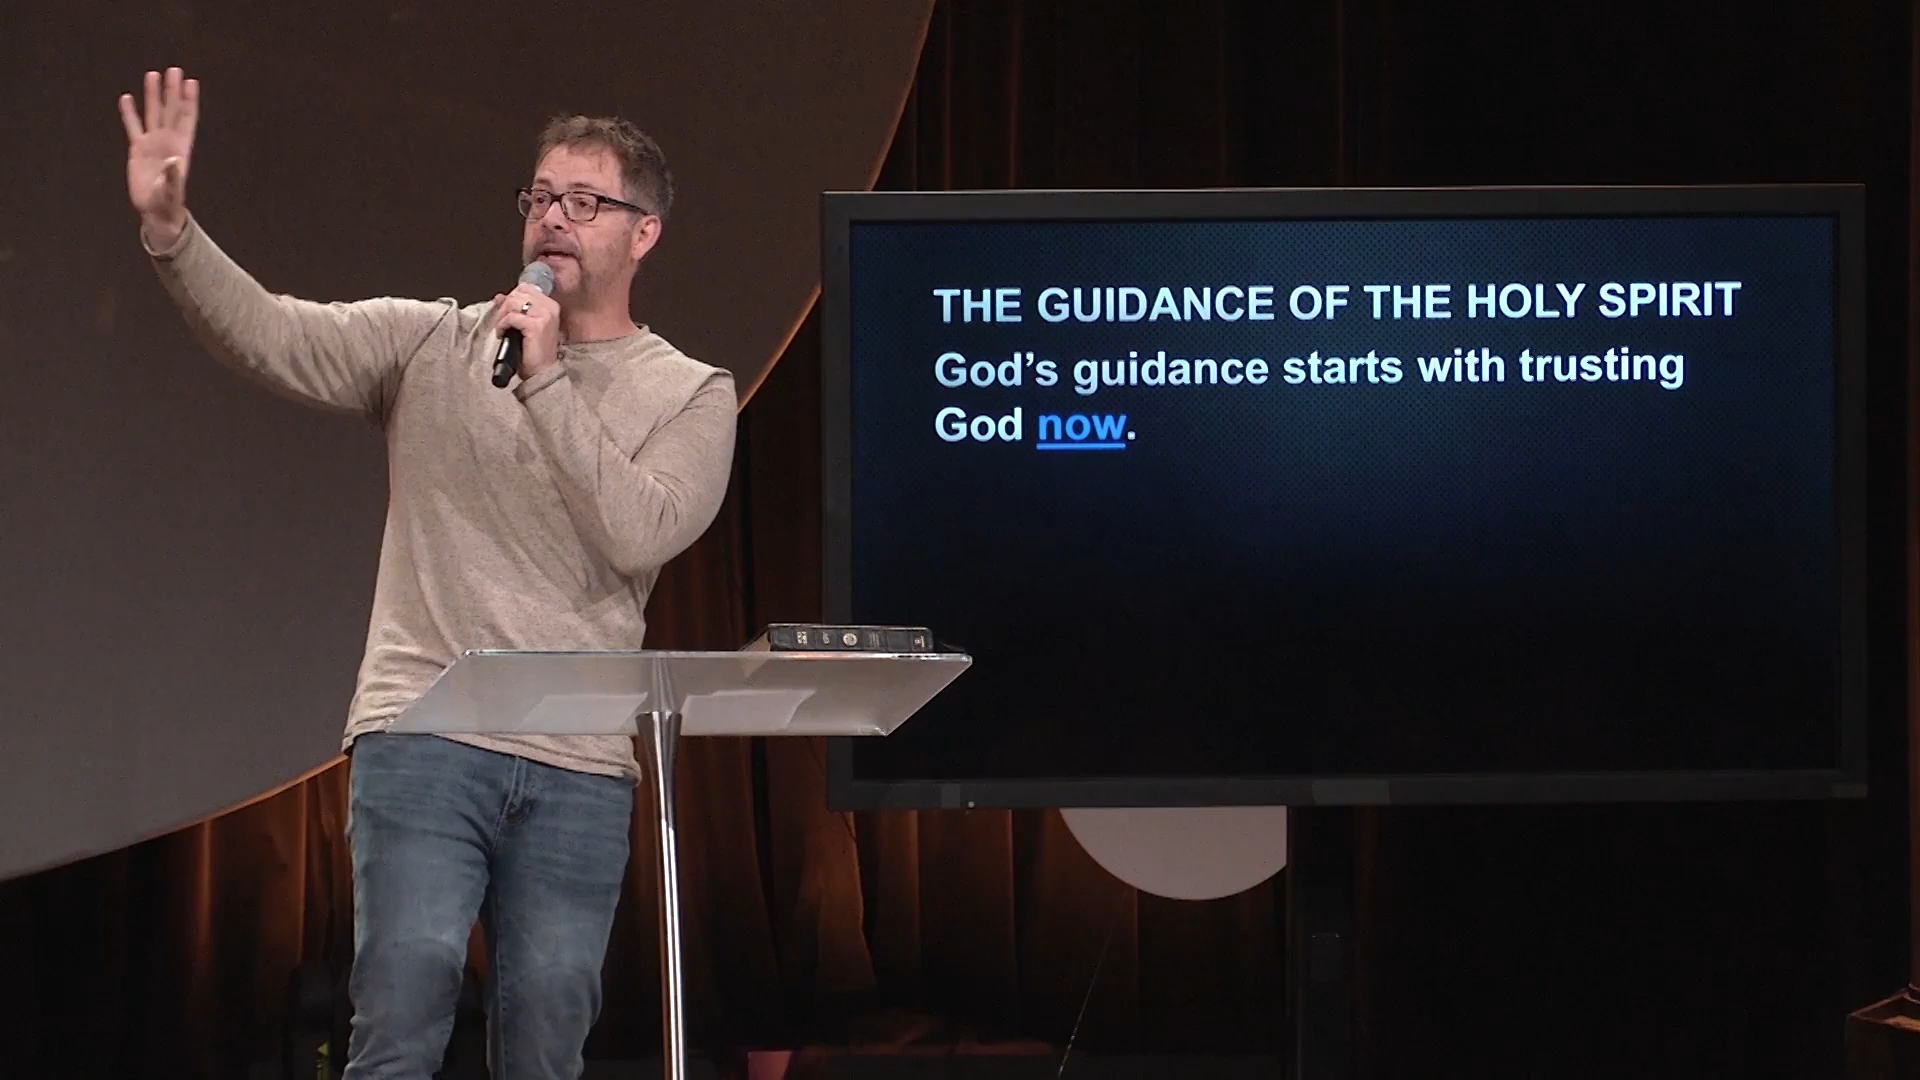 THE GUIDANCE OF THE HOLY SPIRIT
God’s guidance starts with trusting
God now.